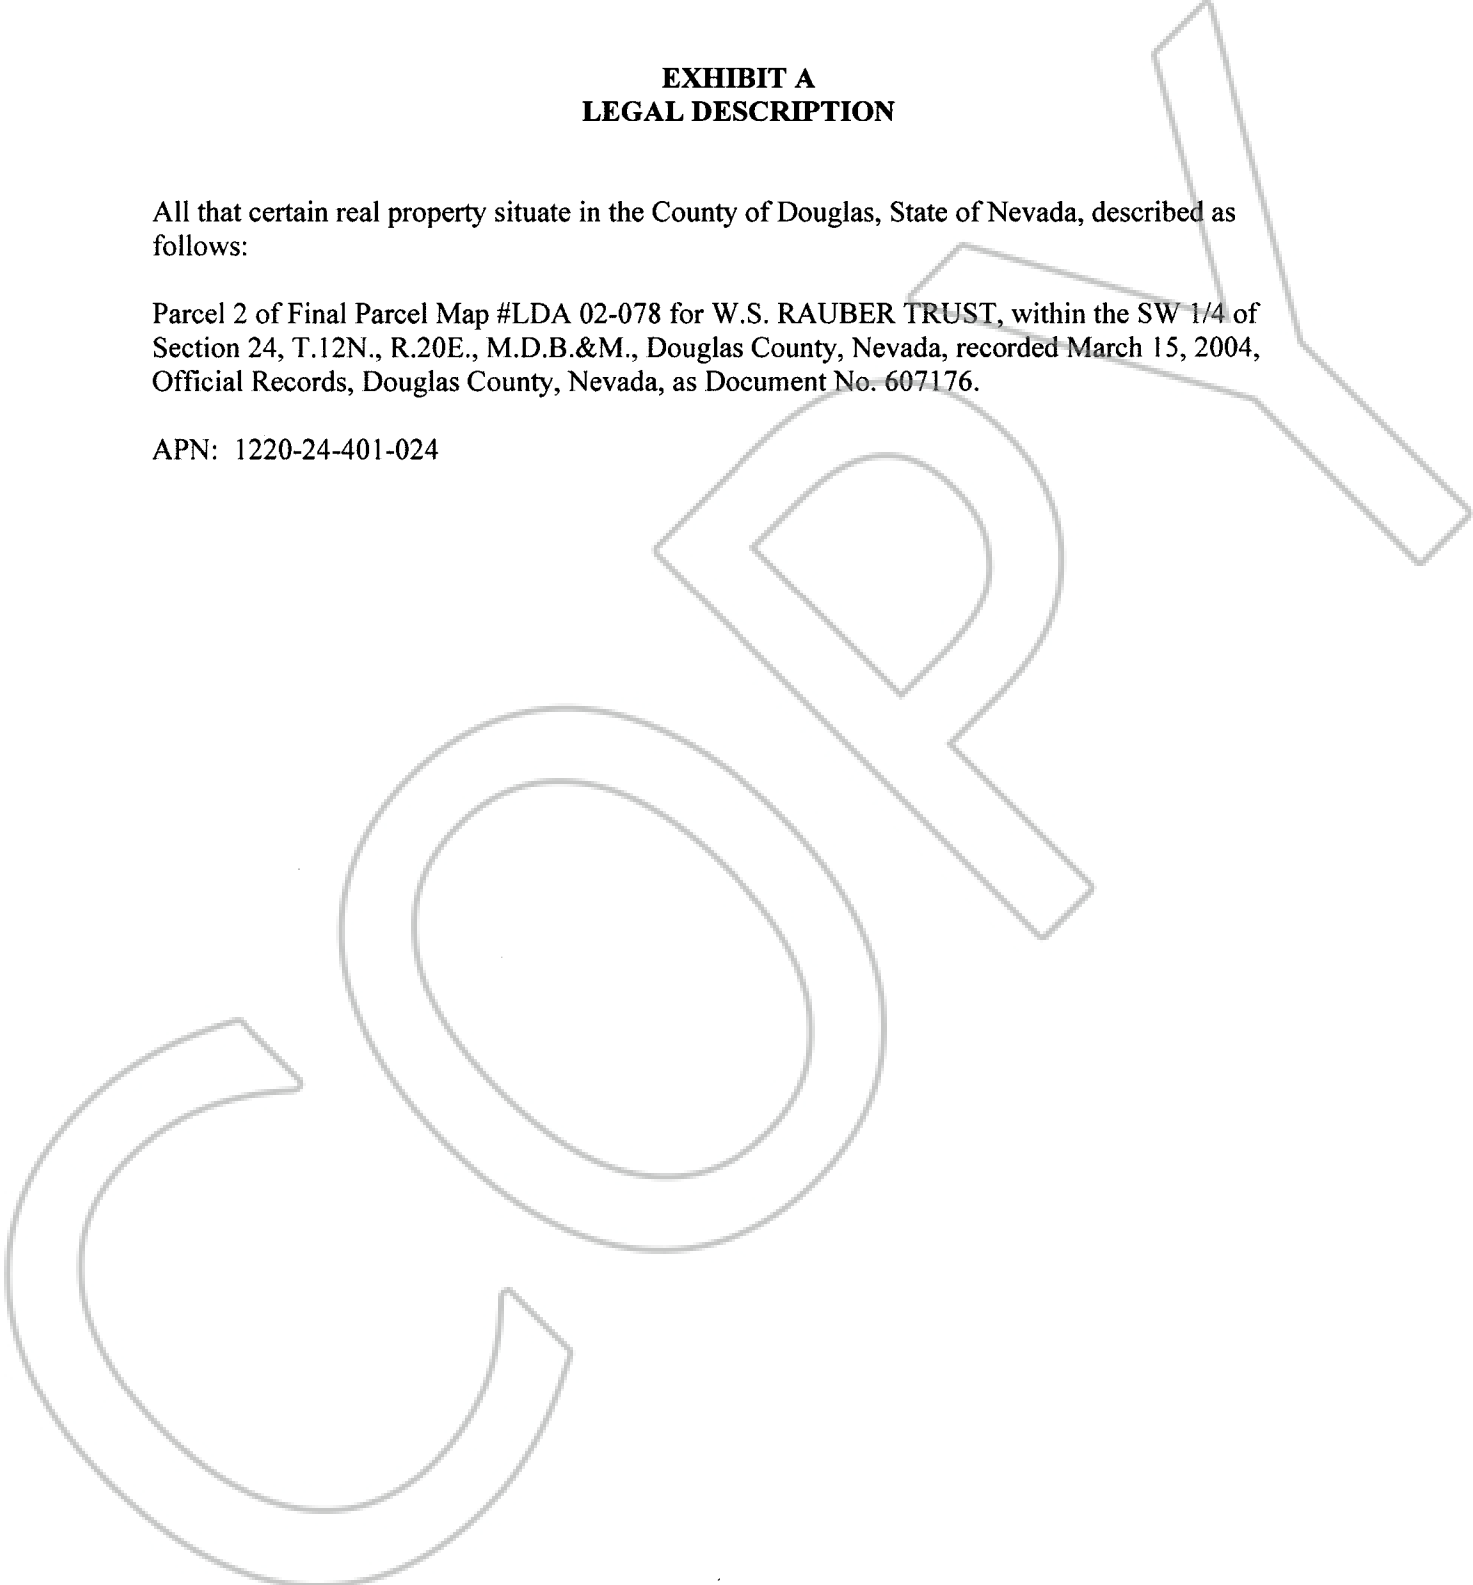 EXHIBIT A
LEGAL DESCRIPTION
All that certain real property situate in the County of Douglas, State of Nevada, described as
follows:
Parcel 2 of Final Parcel Map #LDA 02-078 for W.S. RAUBER TRUST, within the SW 1/4 of
Section 24, T.12N., R.20E., M.D.B.&M., Douglas County, Nevada, recorded March 15, 2004,
Official Records, Douglas County, Nevada, as Document No. 607176.
APN: 1220-24-401-024
COPY